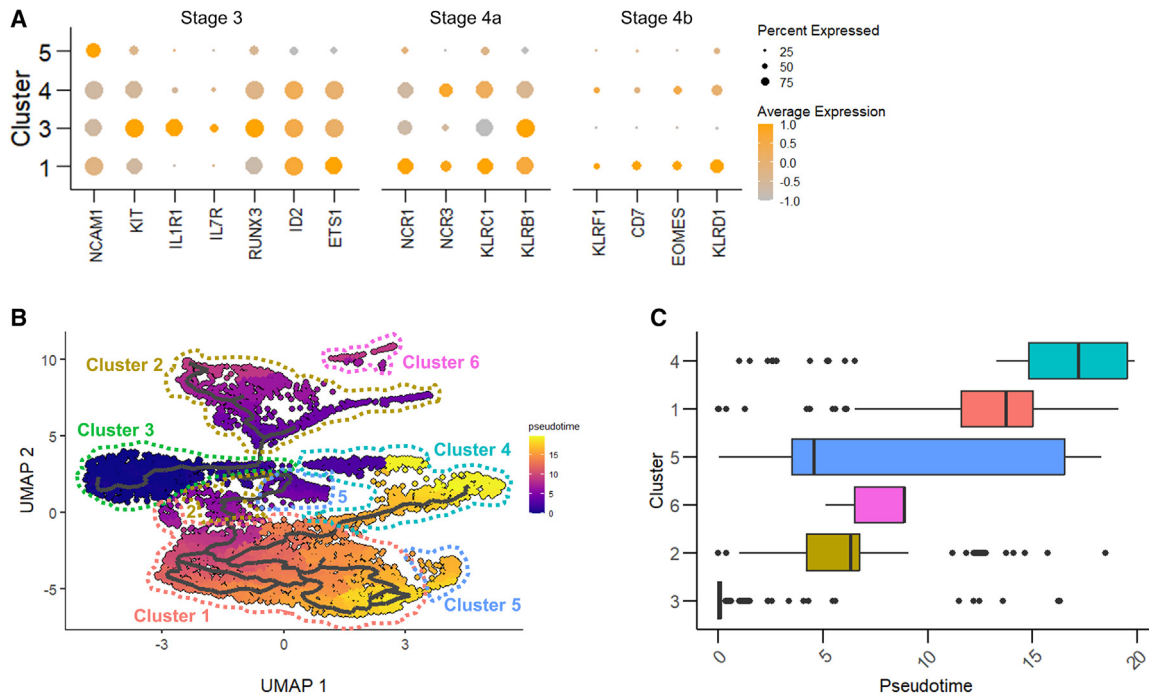 A
Stage 3 Stage 4a Stage 4b
Cluster
5
4
3
1
NCAM1 KIT IL1R1 IL7R RUNX3 ID2 ETS1 NCR1 NCR3 KLRC1 KLRB1 KLRF1 CD7 EOMES KLRD1
Percent Expressed
25
50
75
Average Expression
1.0
0.5
0.0
-0.5
-1.0
B
Cluster 2
Cluster 6
Cluster 3
Cluster 4
2
5
Cluster 1
Cluster 5
UMAP 2
10
5
0
-5
-3 0 3
UMAP 1
pseudotime
15
10
5
0
C
Cluster
4
1
5
6
2
3
0 5 10 15 20
Pseudotime